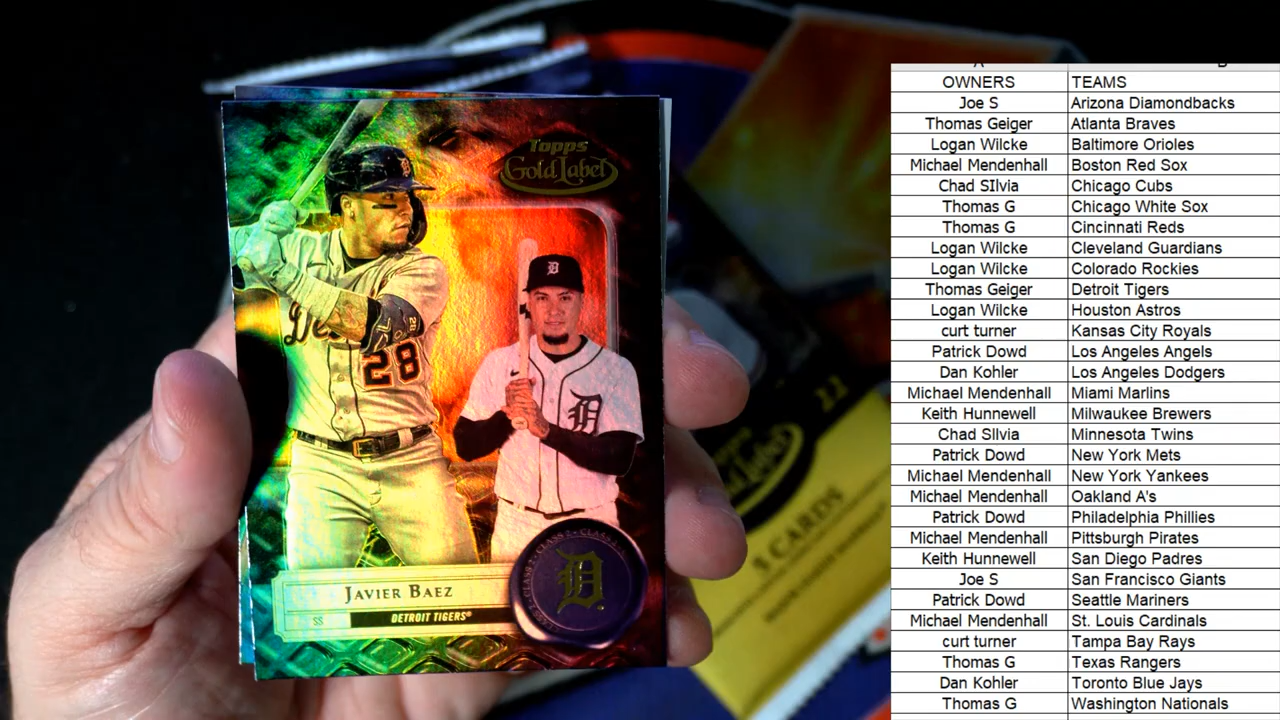 Topps
Gold Label
D
28
28
D
D
JAVIER BAEZ
SS
DETROIT TIGERS®
CLASS 2 • CLASS
5 CARDS
OWNERS TEAMS
Joe S Arizona Diamondbacks
Thomas Geiger Atlanta Braves
Logan Wilcke Baltimore Orioles
Michael Mendenhall Boston Red Sox
Chad SIlvia Chicago Cubs
Thomas G Chicago White Sox
Thomas G Cincinnati Reds
Logan Wilcke Cleveland Guardians
Logan Wilcke Colorado Rockies
Thomas Geiger Detroit Tigers
Logan Wilcke Houston Astros
curt turner Kansas City Royals
Patrick Dowd Los Angeles Angels
Dan Kohler Los Angeles Dodgers
Michael Mendenhall Miami Marlins
Keith Hunnewell Milwaukee Brewers
Chad SIlvia Minnesota Twins
Patrick Dowd New York Mets
Michael Mendenhall New York Yankees
Michael Mendenhall Oakland A's
Patrick Dowd Philadelphia Phillies
Michael Mendenhall Pittsburgh Pirates
Keith Hunnewell San Diego Padres
Joe S San Francisco Giants
Patrick Dowd Seattle Mariners
Michael Mendenhall St. Louis Cardinals
curt turner Tampa Bay Rays
Thomas G Texas Rangers
Dan Kohler Toronto Blue Jays
Thomas G Washington Nationals